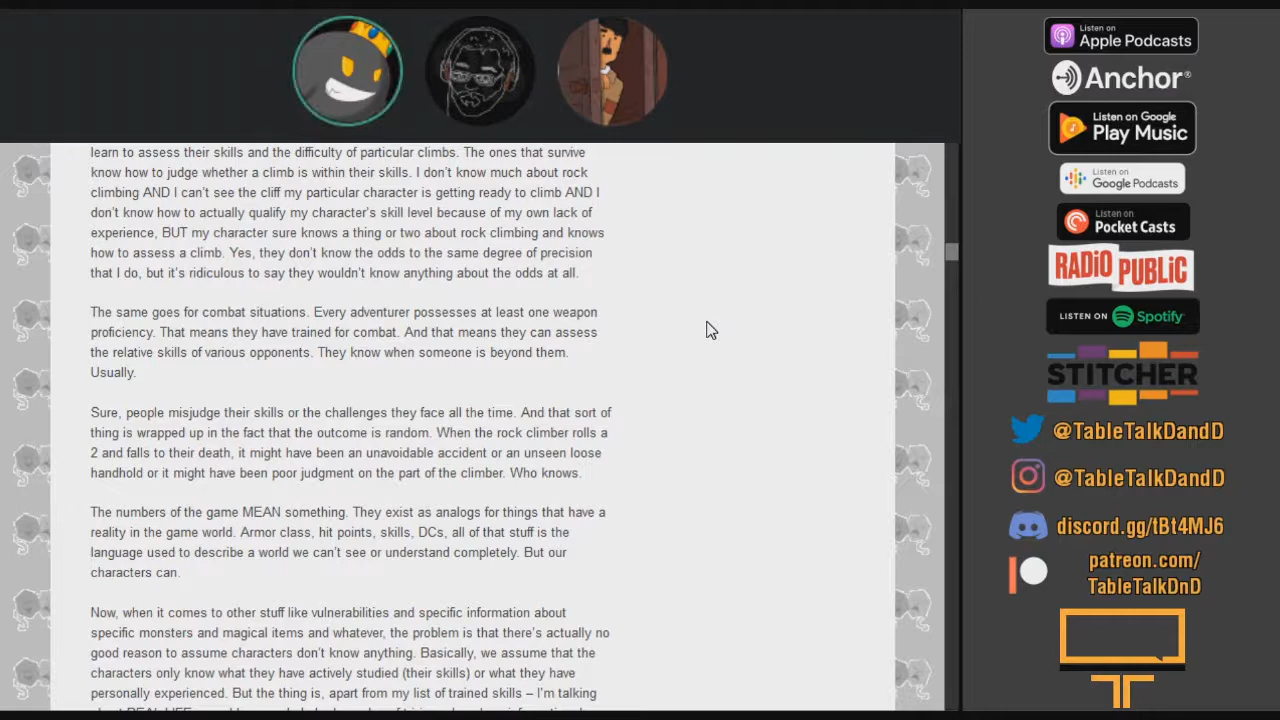 learn to assess their skills and the difficulty of particular climbs. The ones that survive
know how to judge whether a climb is within their skills. I don't know much about rock
climbing AND I can't see the cliff my particular character is getting ready to climb AND I
don't know how to actually qualify my character's skill level because of my own lack of
experience, BUT my character sure knows a thing or two about rock climbing and knows
how to assess a climb. Yes, they don't know the odds to the same degree of precision
that I do, but it's ridiculous to say they wouldn't know anything about the odds at all.
The same goes for combat situations. Every adventurer possesses at least one weapon
proficiency. That means they have trained for combat. And that means they can assess
the relative skills of various opponents. They know when someone is beyond them.
Usually.
Sure, people misjudge their skills or the challenges they face all the time. And that sort of
thing is wrapped up in the fact that the outcome is random. When the rock climber rolls a
2 and falls to their death, it might have been an unavoidable accident or an unseen loose
handhold or it might have been poor judgment on the part of the climber. Who knows.
The numbers of the game MEAN something. They exist as analogs for things that have a
reality in the game world. Armor class, hit points, skills, DCs, all of that stuff is the
language used to describe a world we can't see or understand completely. But our
characters can.
Now, when it comes to other stuff like vulnerabilities and specific information about
specific monsters and magical items and whatever, the problem is that there's actually no
good reason to assume characters don't know anything. Basically, we assume that the
characters only know what they have actively studied (their skills) or what they have
personally experienced. But the thing is, apart from my list of trained skills – I'm talking
Listen on
Apple Podcasts
Anchor®
Listen on Google
Play Music
Listen on
Google Podcasts
Listen on
Pocket Casts
RADIO PUBLIC
LISTEN ON Spotify
STITCHER
@TableTalkDandD
@TableTalkDandD
discord.gg/tBt4MJ6
patreon.com/
TableTalkDnD